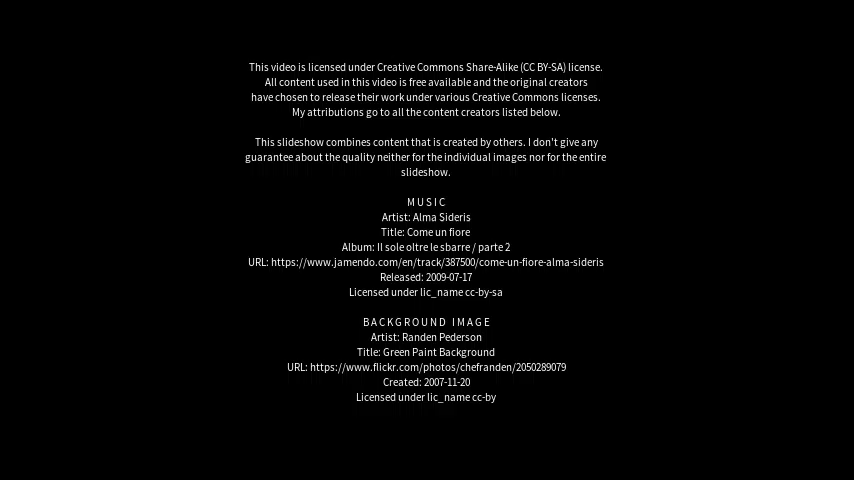 This video is licensed under Creative Commons Share-Alike (CC BY-SA) license.
All content used in this video is free available and the original creators
have chosen to release their work under various Creative Commons licenses.
My attributions go to all the content creators listed below.
This slideshow combines content that is created by others. I don't give any
guarantee about the quality neither for the individual images nor for the entire
slideshow.
MUSIC
Artist: Alma Sideris
Title: Come un fiore
Album: Il sole oltre le sbarre / parte 2
URL: https://www.jamendo.com/en/track/387500/come-un-fiore-alma-sideris
Released: 2009-07-17
Licensed under lic_name cc-by-sa
BACKGROUND IMAGE
Artist: Randen Pederson
Title: Green Paint Background
URL: https://www.flickr.com/photos/chefranden/2050289079
Created: 2007-11-20
Licensed under lic_name cc-by